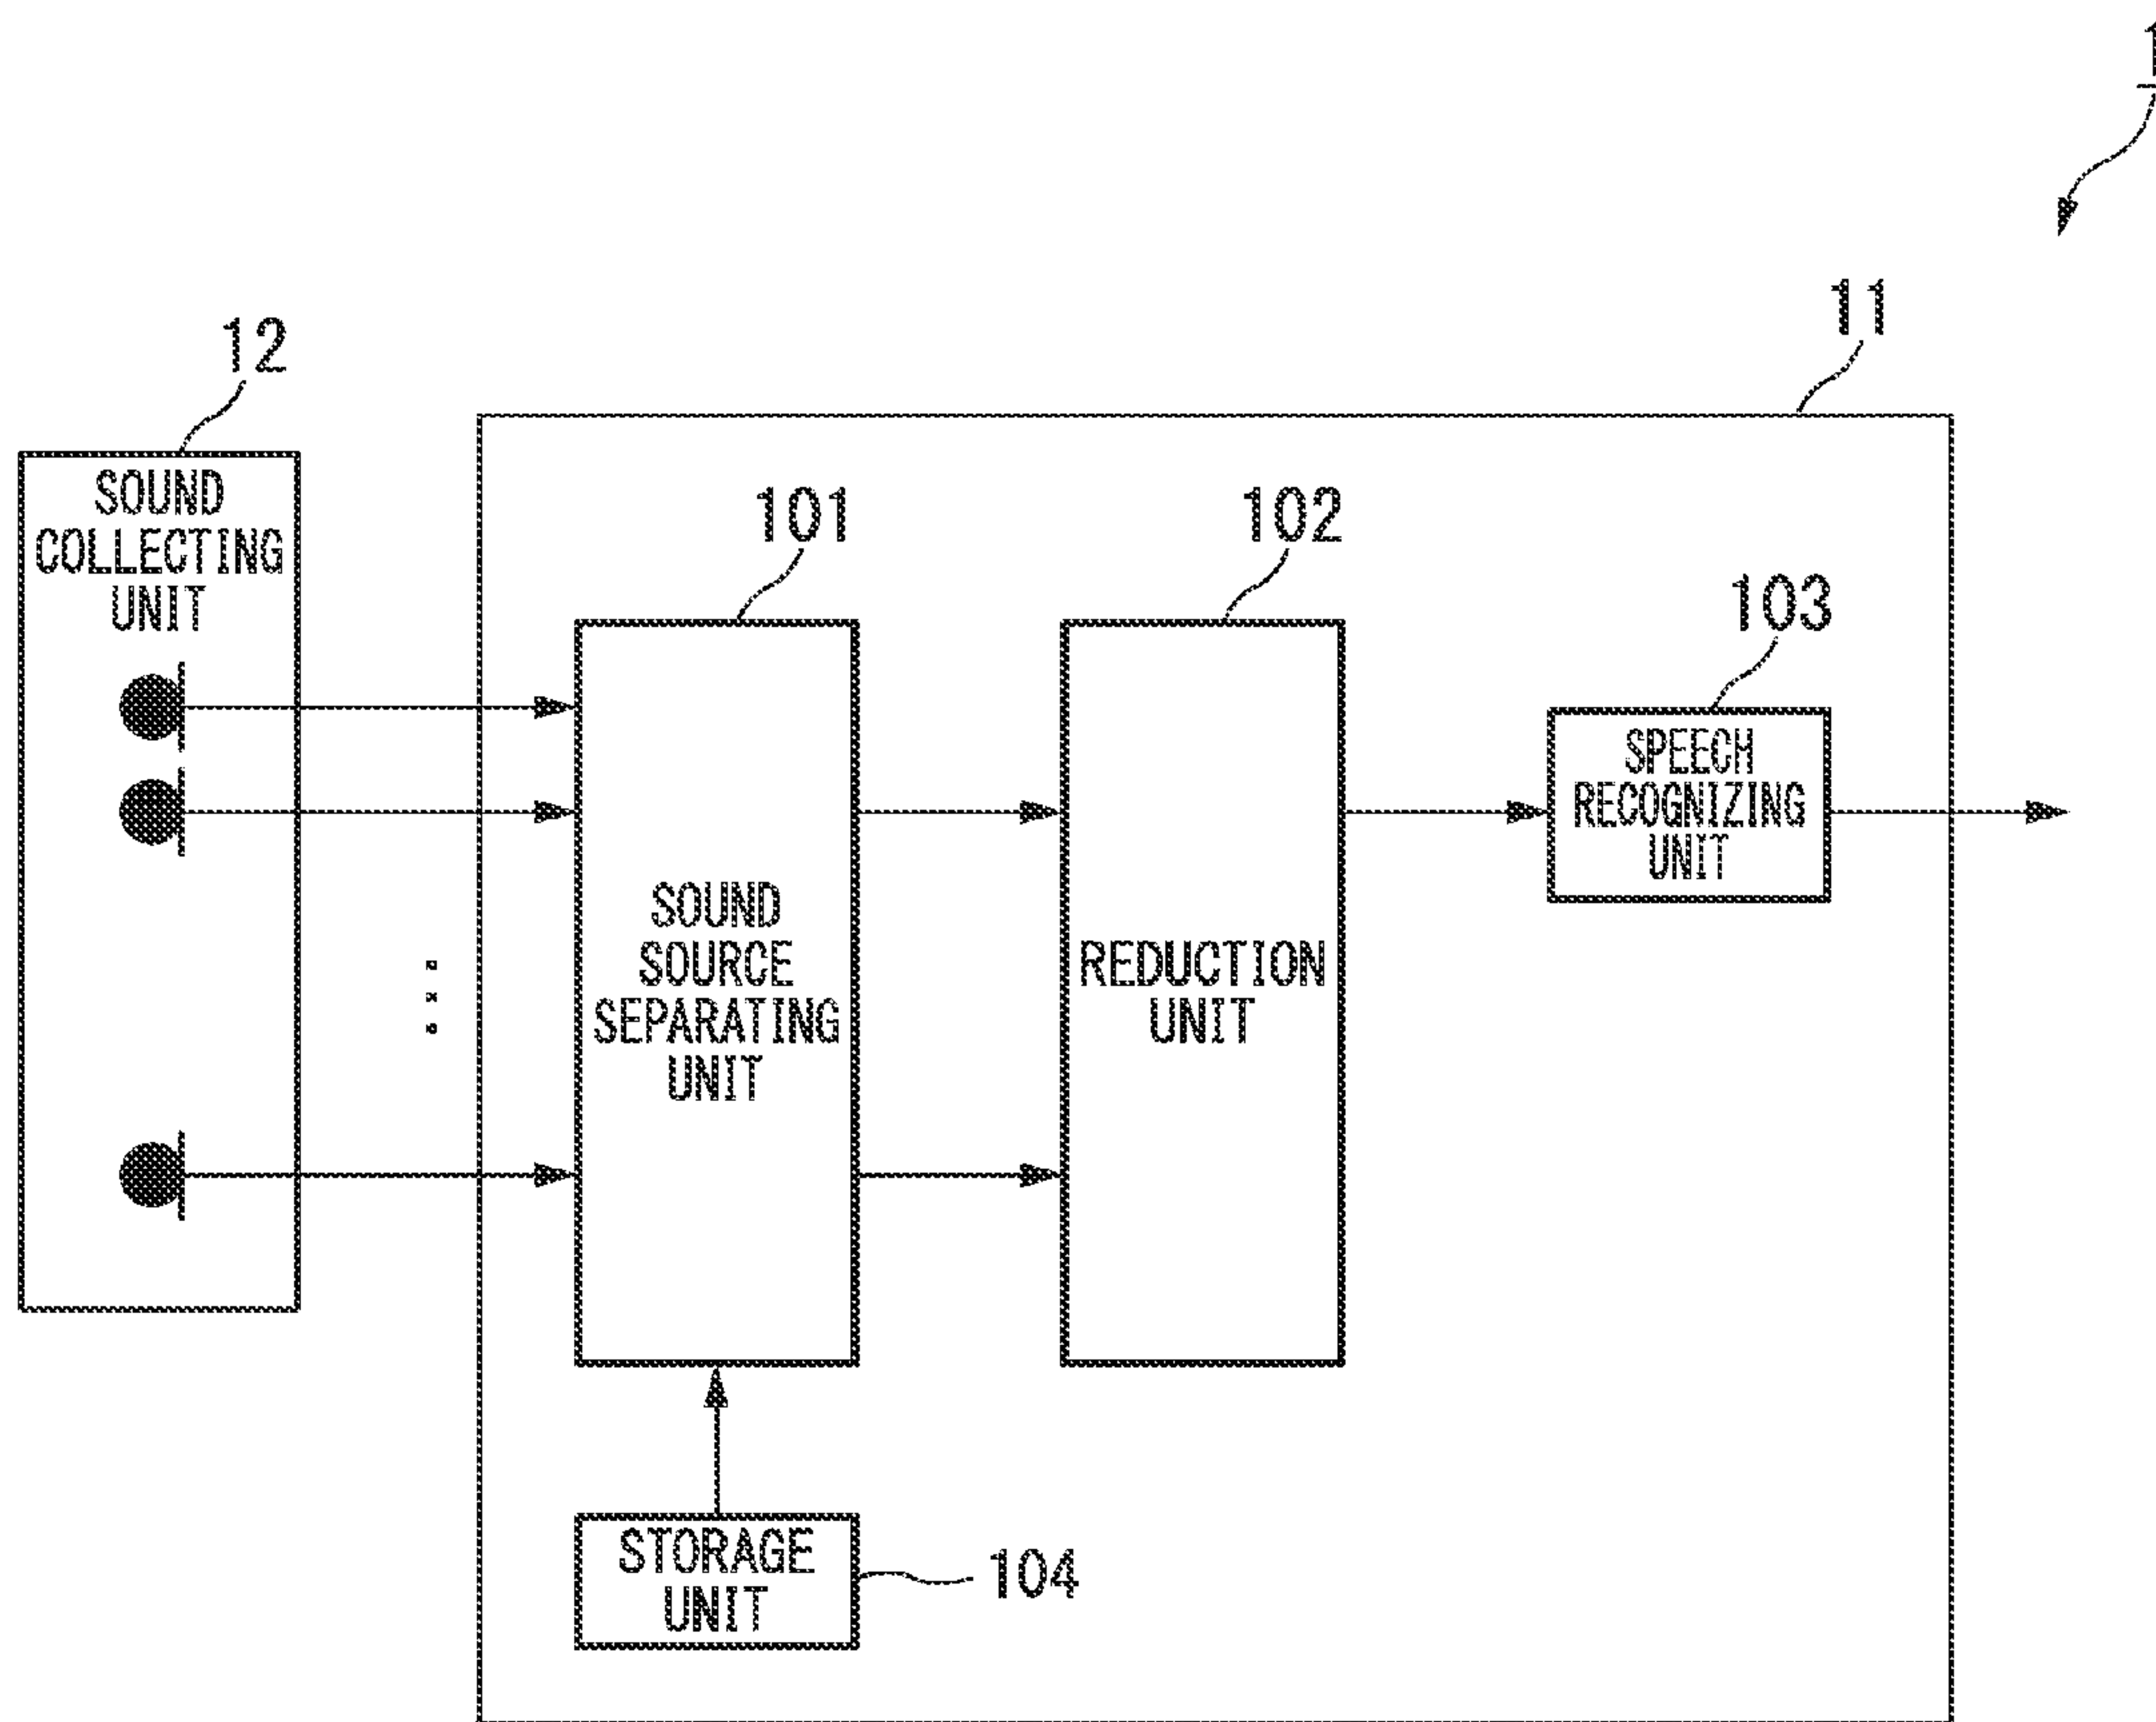 1
11
12
SOUND
COLLECTING
UNIT
101
102
103
SPEECH
RECOGNIZING
UNIT
SOUND
SOURCE
SEPARATING
UNIT
REDUCTION
UNIT
STORAGE
UNIT
104